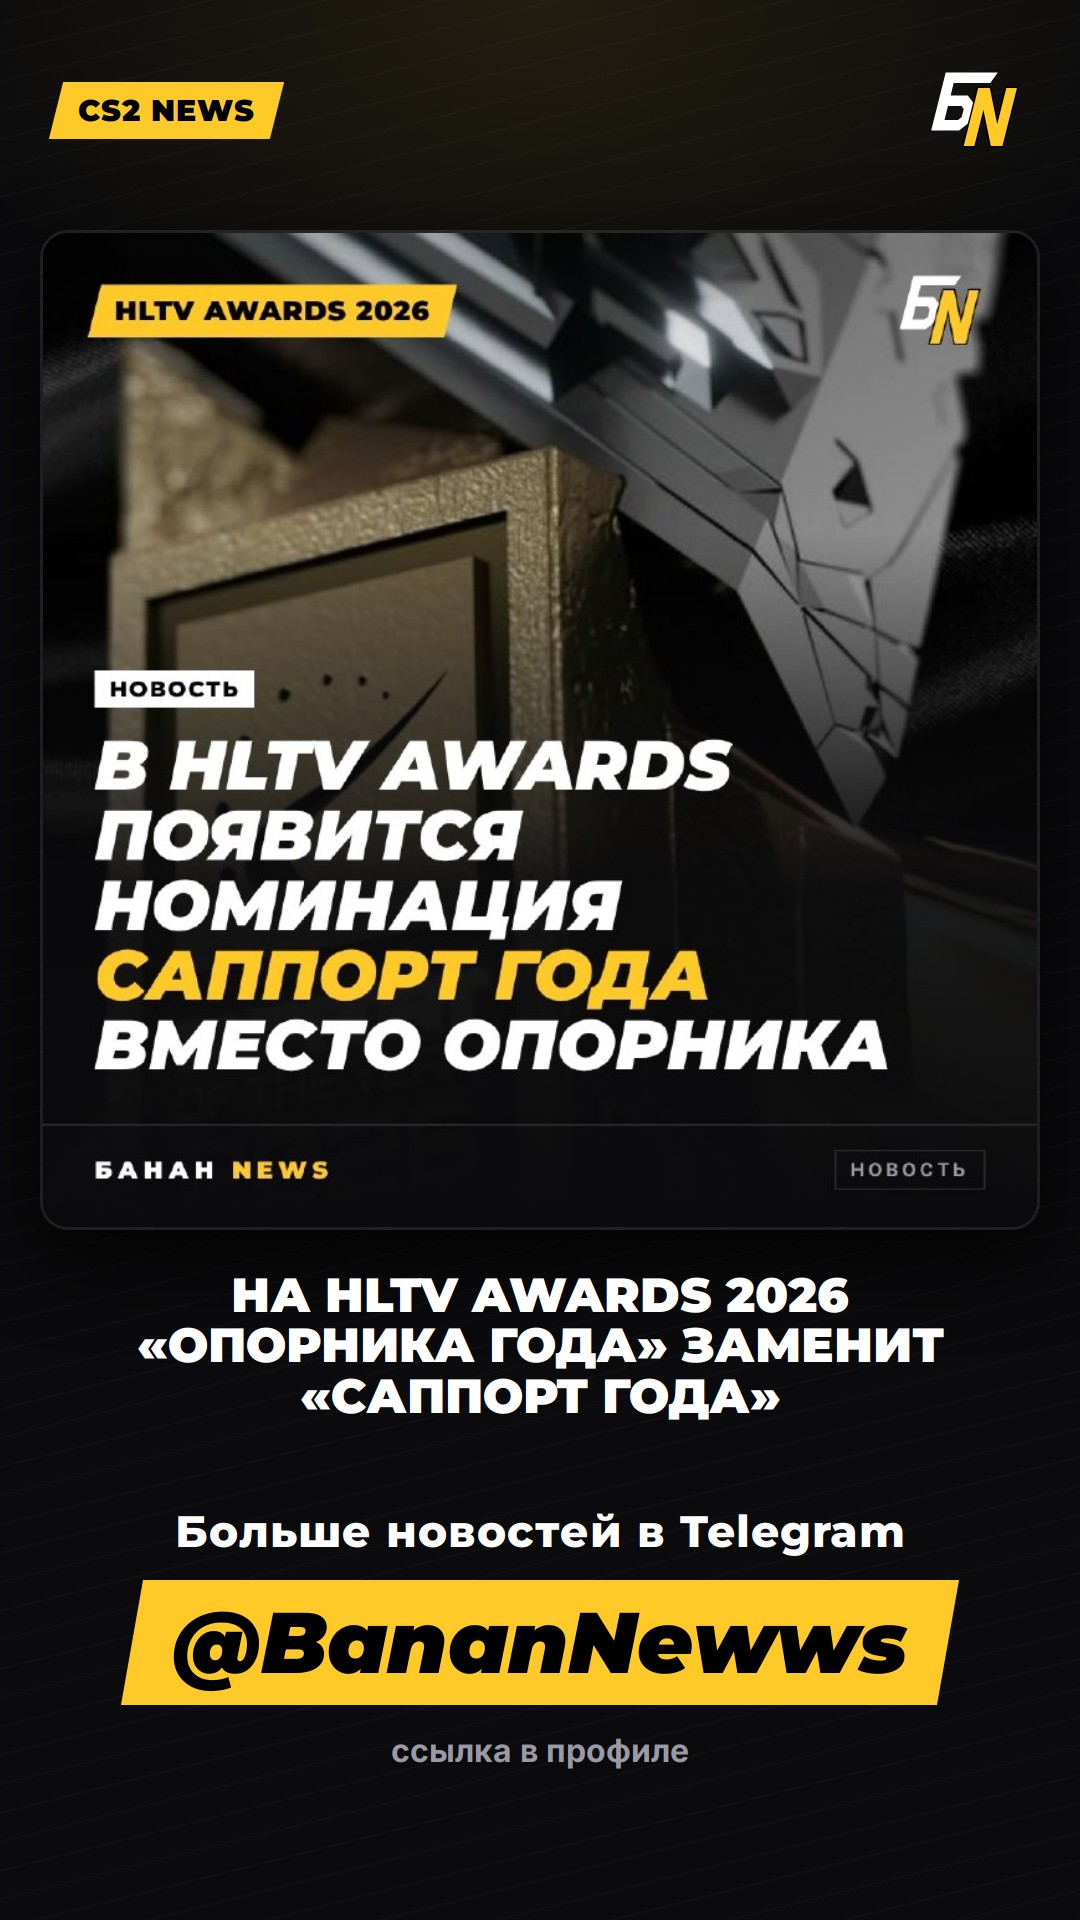 CS2 NEWS
БN
HLTV AWARDS 2026
БN
НОВОСТЬ
В HLTV AWARDS
ПОЯВИТСЯ
НОМИНАЦИЯ
САППОРТ ГОДА
ВМЕСТО ОПОРНИКА
БАНАН NEWS
НОВОСТЬ
НА HLTV AWARDS 2026
«ОПОРНИКА ГОДА» ЗАМЕНИТ
«САППОРТ ГОДА»
Больше новостей в Telegram
@BananNewws
ссылка в профиле